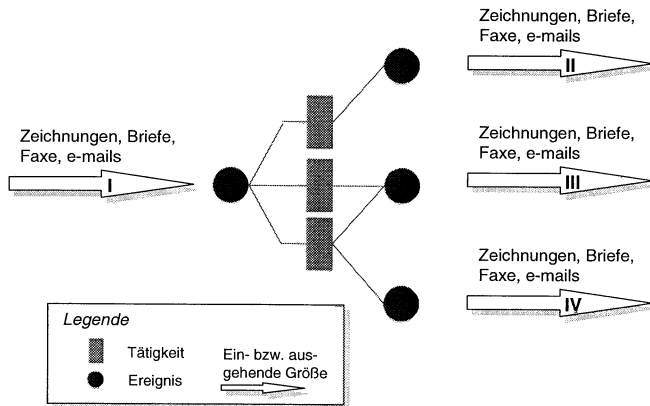 Zeichnungen, Briefe,
Faxe, e-mails
II
Zeichnungen, Briefe,
Faxe, e-mails
I
Zeichnungen, Briefe,
Faxe, e-mails
III
Zeichnungen, Briefe,
Faxe, e-mails
IV
Legende
Tätigkeit
Ereignis
Ein- bzw. aus-
gehende Größe